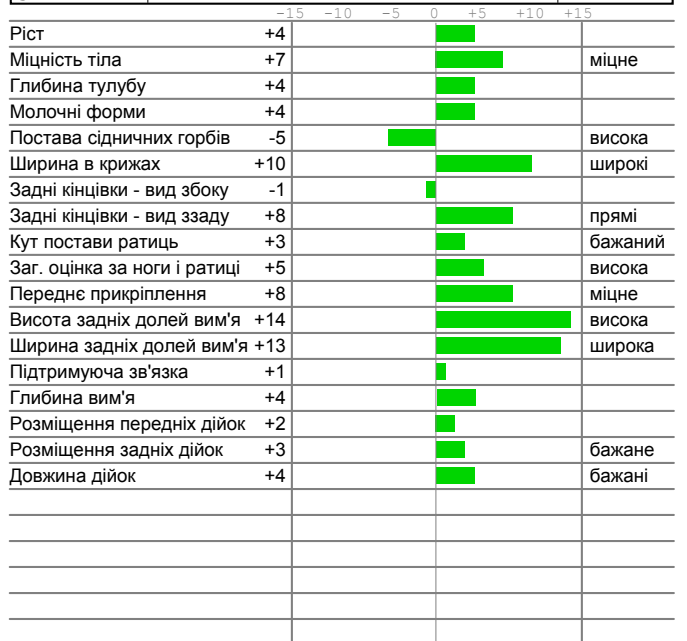 -15 -10 -5 0 +5 +10 +15
Ріст +4
Міцність тіла +7 міцне
Глибина тулубу +4
Молочні форми +4
Постава сідничних горбів -5 висока
Ширина в крижах +10 широкі
Задні кінцівки - вид збоку -1
Задні кінцівки - вид ззаду +8 прямі
Кут постави ратиць +3 бажаний
Заг. оцінка за ноги і ратиці +5 висока
Переднє прикріплення +8 міцне
Висота задніх долей вим'я +14 висока
Ширина задніх долей вим'я +13 широка
Підтримуюча зв'язка +1
Глибина вим'я +4
Розміщення передніх дійок +2
Розміщення задніх дійок +3 бажане
Довжина дійок +4 бажані